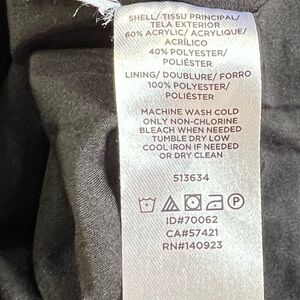 SHELL/TISSU PRINCIPAL/
TELA EXTERIOR
60% ACRYLIC/ACRYLIQUE/
ACRÍLICO
40% POLYESTER/
POLIÉSTER
LINING/DOUBLURE/FORRO
100% POLYESTER/
POLIÉSTER
MACHINE WASH COLD
ONLY NON-CHLORINE
BLEACH WHEN NEEDED
TUMBLE DRY LOW
COOL IRON IF NEEDED
OR DRY CLEAN
513634
ID#70062
CA#57421
RN#140923